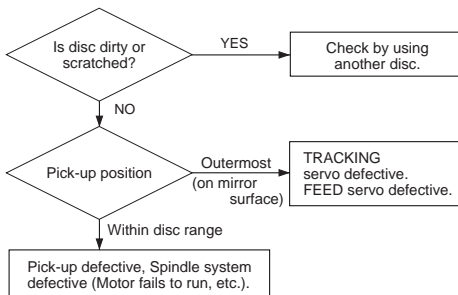 Is disc dirty or
scratched?
YES
Check by using
another disc.
NO
Pick-up position
Outermost
(on mirror
surface)
TRACKING
servo defective.
FEED servo defective.
Within disc range
Pick-up defective, Spindle system
defective (Motor fails to run, etc.).